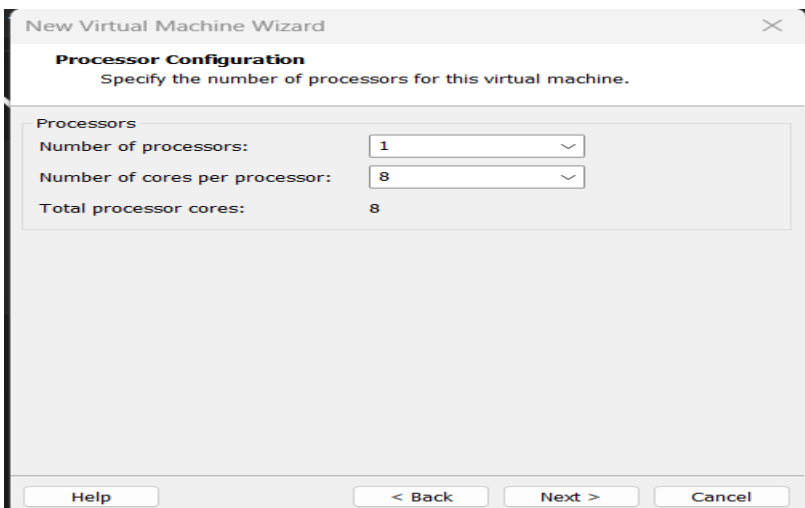 New Virtual Machine Wizard
Processor Configuration
Specify the number of processors for this virtual machine.
Processors
Number of processors: 1
Number of cores per processor: 8
Total processor cores: 8
Help < Back Next > Cancel